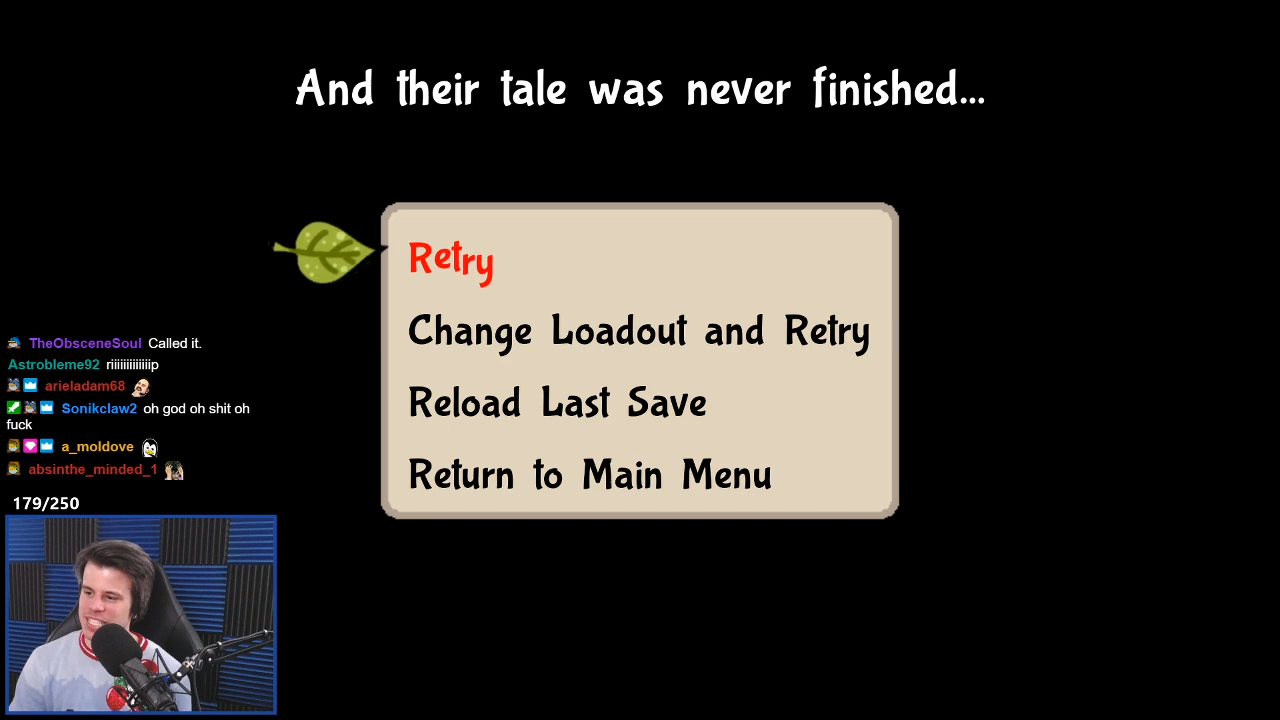 And their tale was never finished...
Retry
Change Loadout and Retry
Reload Last Save
Return to Main Menu
TheObsceneSoul Called it.
Astrobleme92 riiiiiiiiiiiiip
arieladam68
Sonikclaw2 oh god oh shit oh
fuck
a_moldove
absinthe_minded_1
179/250